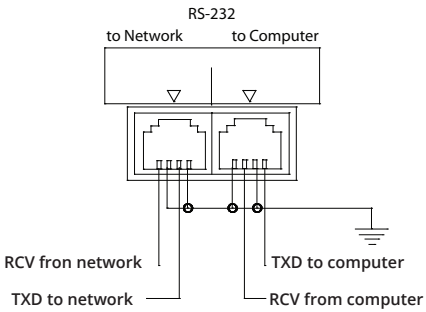 RS-232
to Network to Computer
RCV fron network TXD to computer
TXD to network RCV from computer